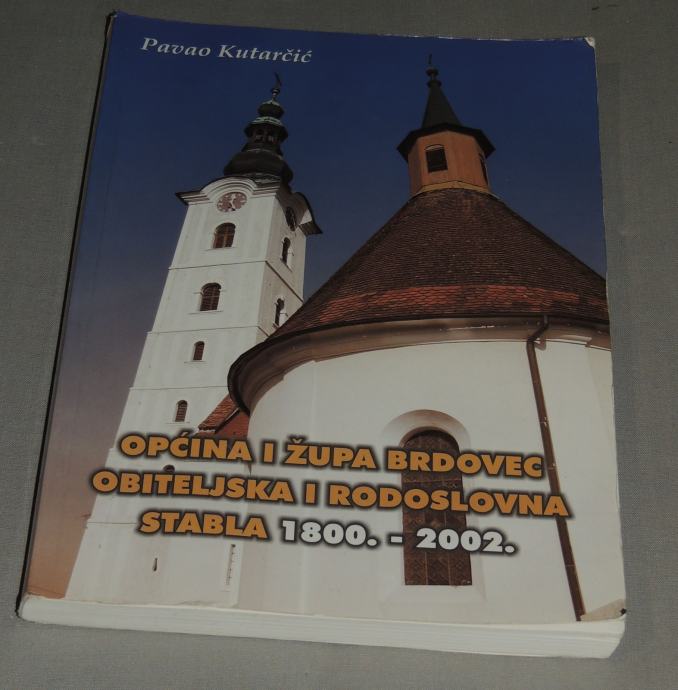 Pavao Kutarčić
OPĆINA I ŽUPA BRDOVEC
OBITELJSKA I RODOSLOVNA
STABLA 1800. - 2002.